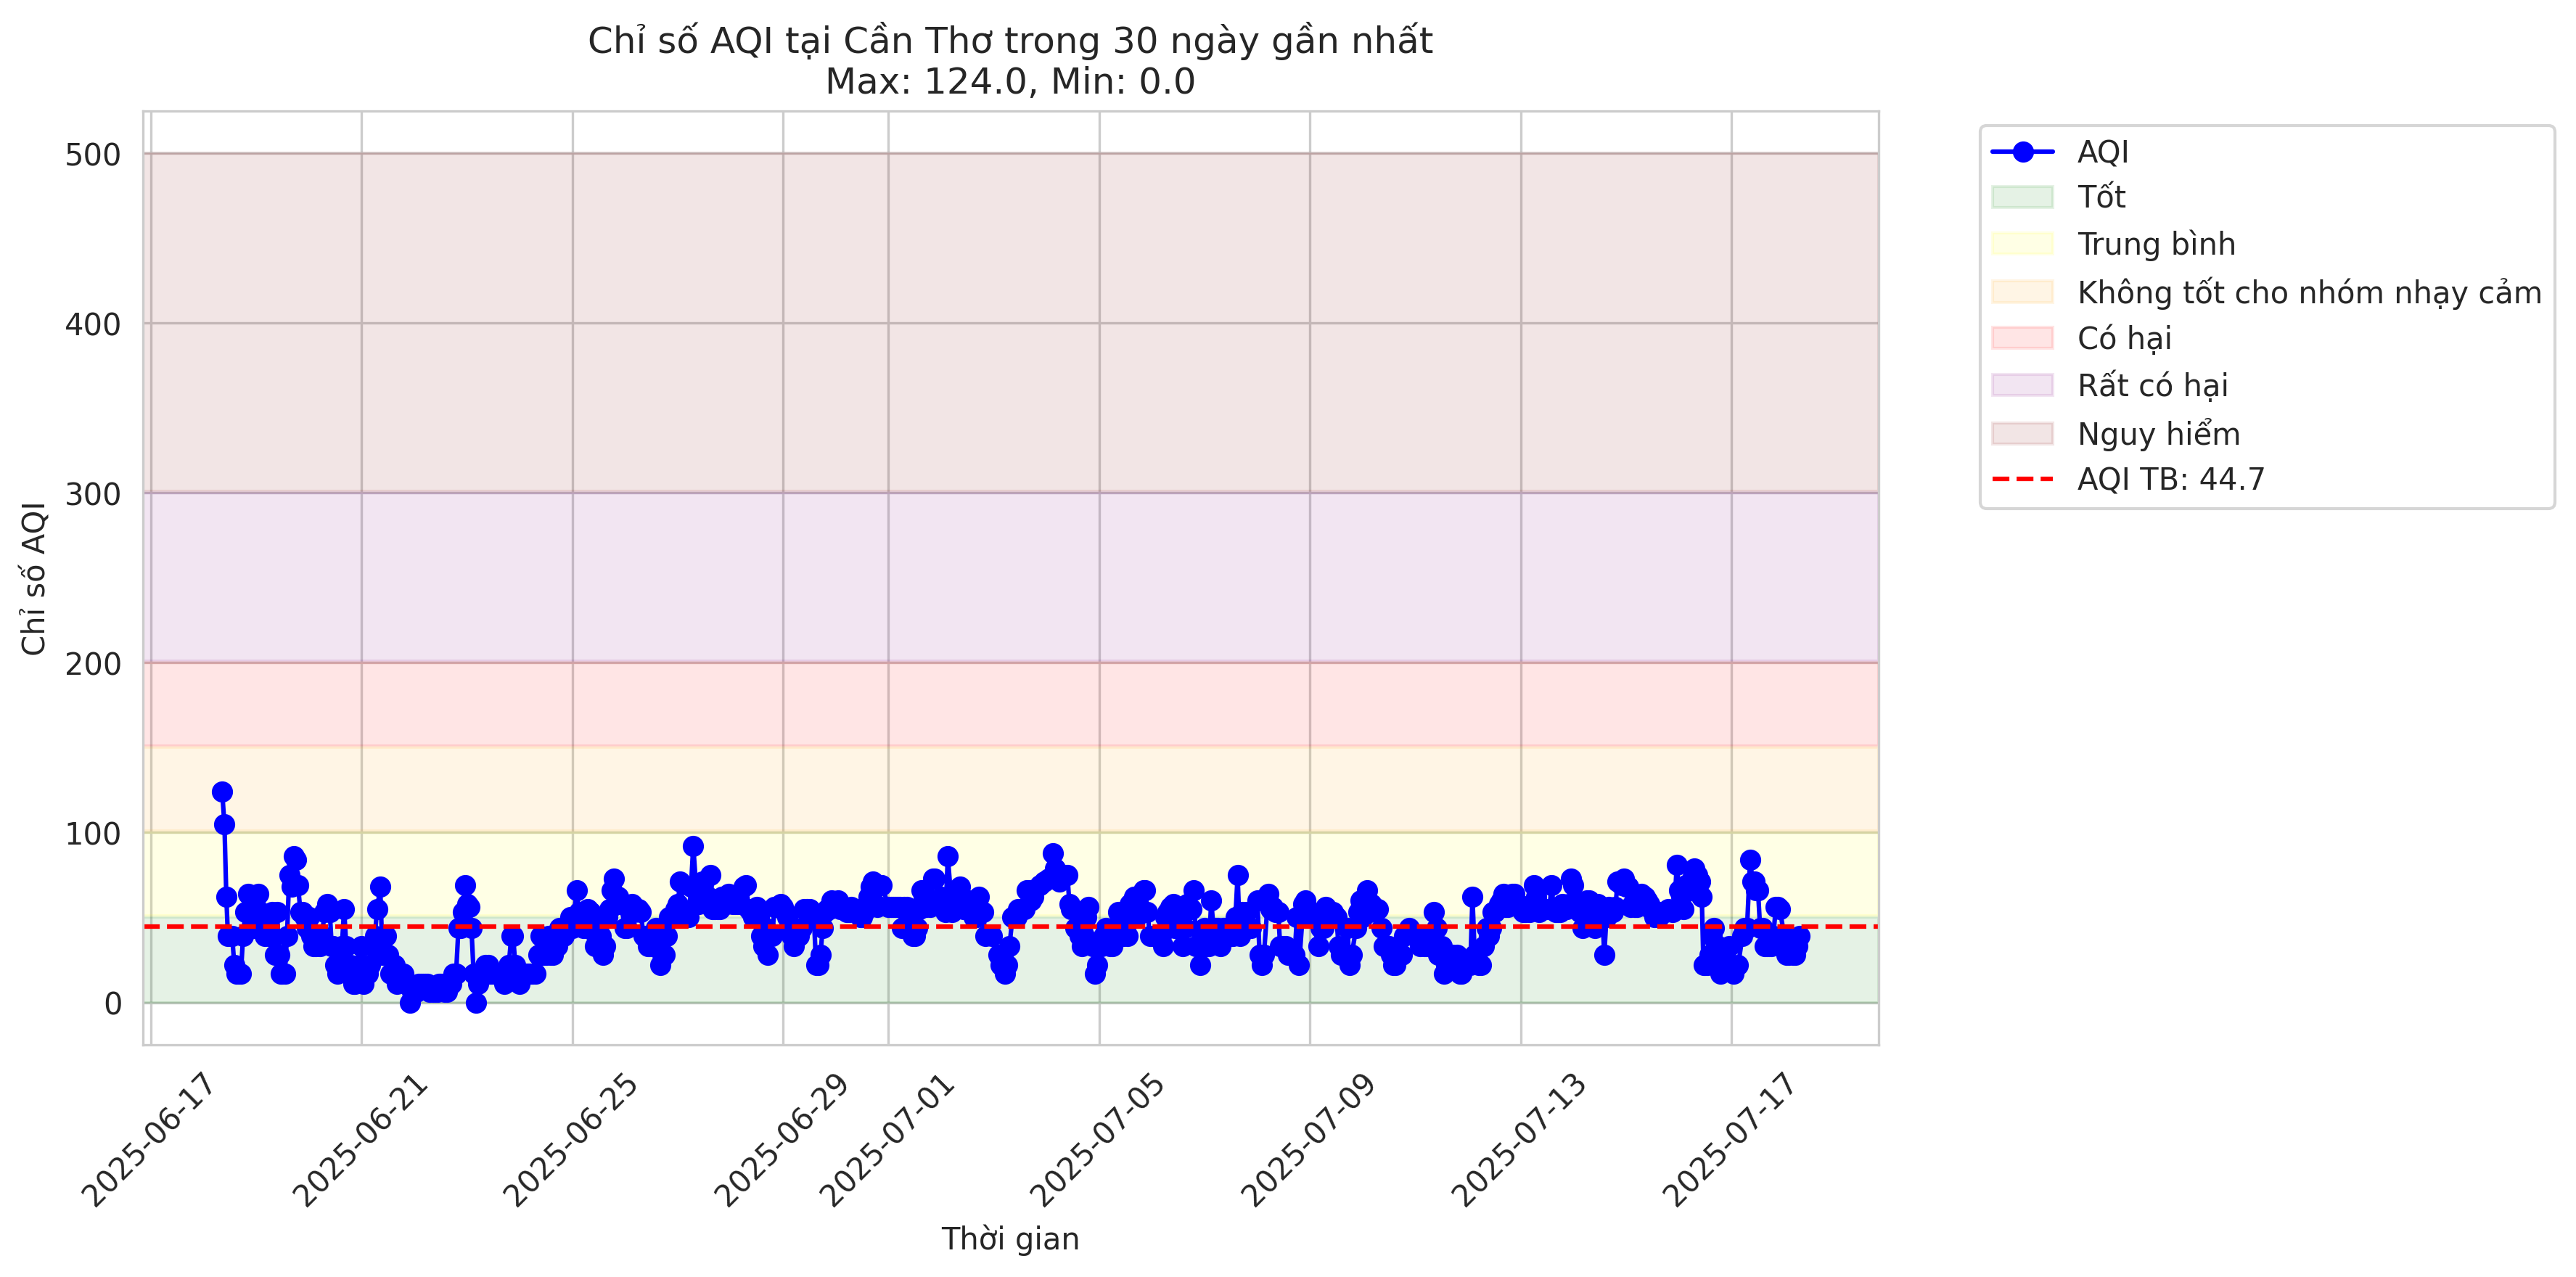 Chỉ số AQI tại Cần Thơ trong 30 ngày gần nhất
Max: 124.0, Min: 0.0
Chỉ số AQI
500
400
300
200
100
0
2025-06-17
2025-06-21
2025-06-25
2025-06-29
2025-07-01
2025-07-05
2025-07-09
2025-07-13
2025-07-17
Thời gian
AQI
Tốt
Trung bình
Không tốt cho nhóm nhạy cảm
Có hại
Rất có hại
Nguy hiểm
AQI TB: 44.7